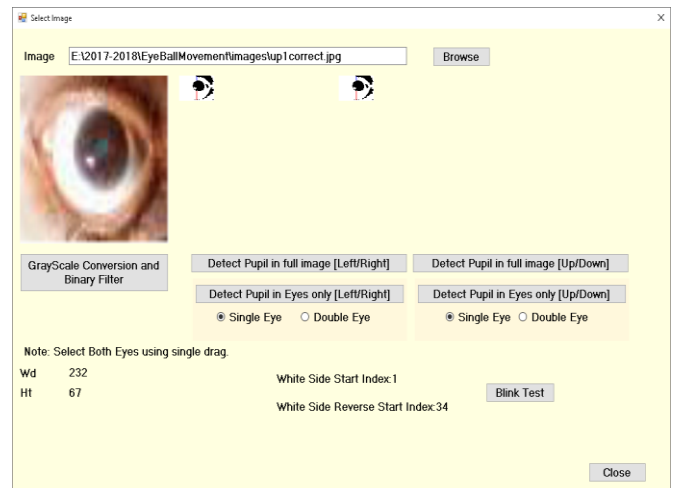 Select Image
X
Image E:\2017-2018\EyeBallMovement\images\up1correct.jpg Browse
GrayScale Conversion and
Binary Filter
Detect Pupil in full image [Left/Right] Detect Pupil in full image [Up/Down]
Detect Pupil in Eyes only [Left/Right] Detect Pupil in Eyes only [Up/Down]
Single Eye Double Eye Single Eye Double Eye
Note: Select Both Eyes using single drag.
Wd 232
Ht 67
White Side Start Index:1
White Side Reverse Start Index:34
Blink Test
Close